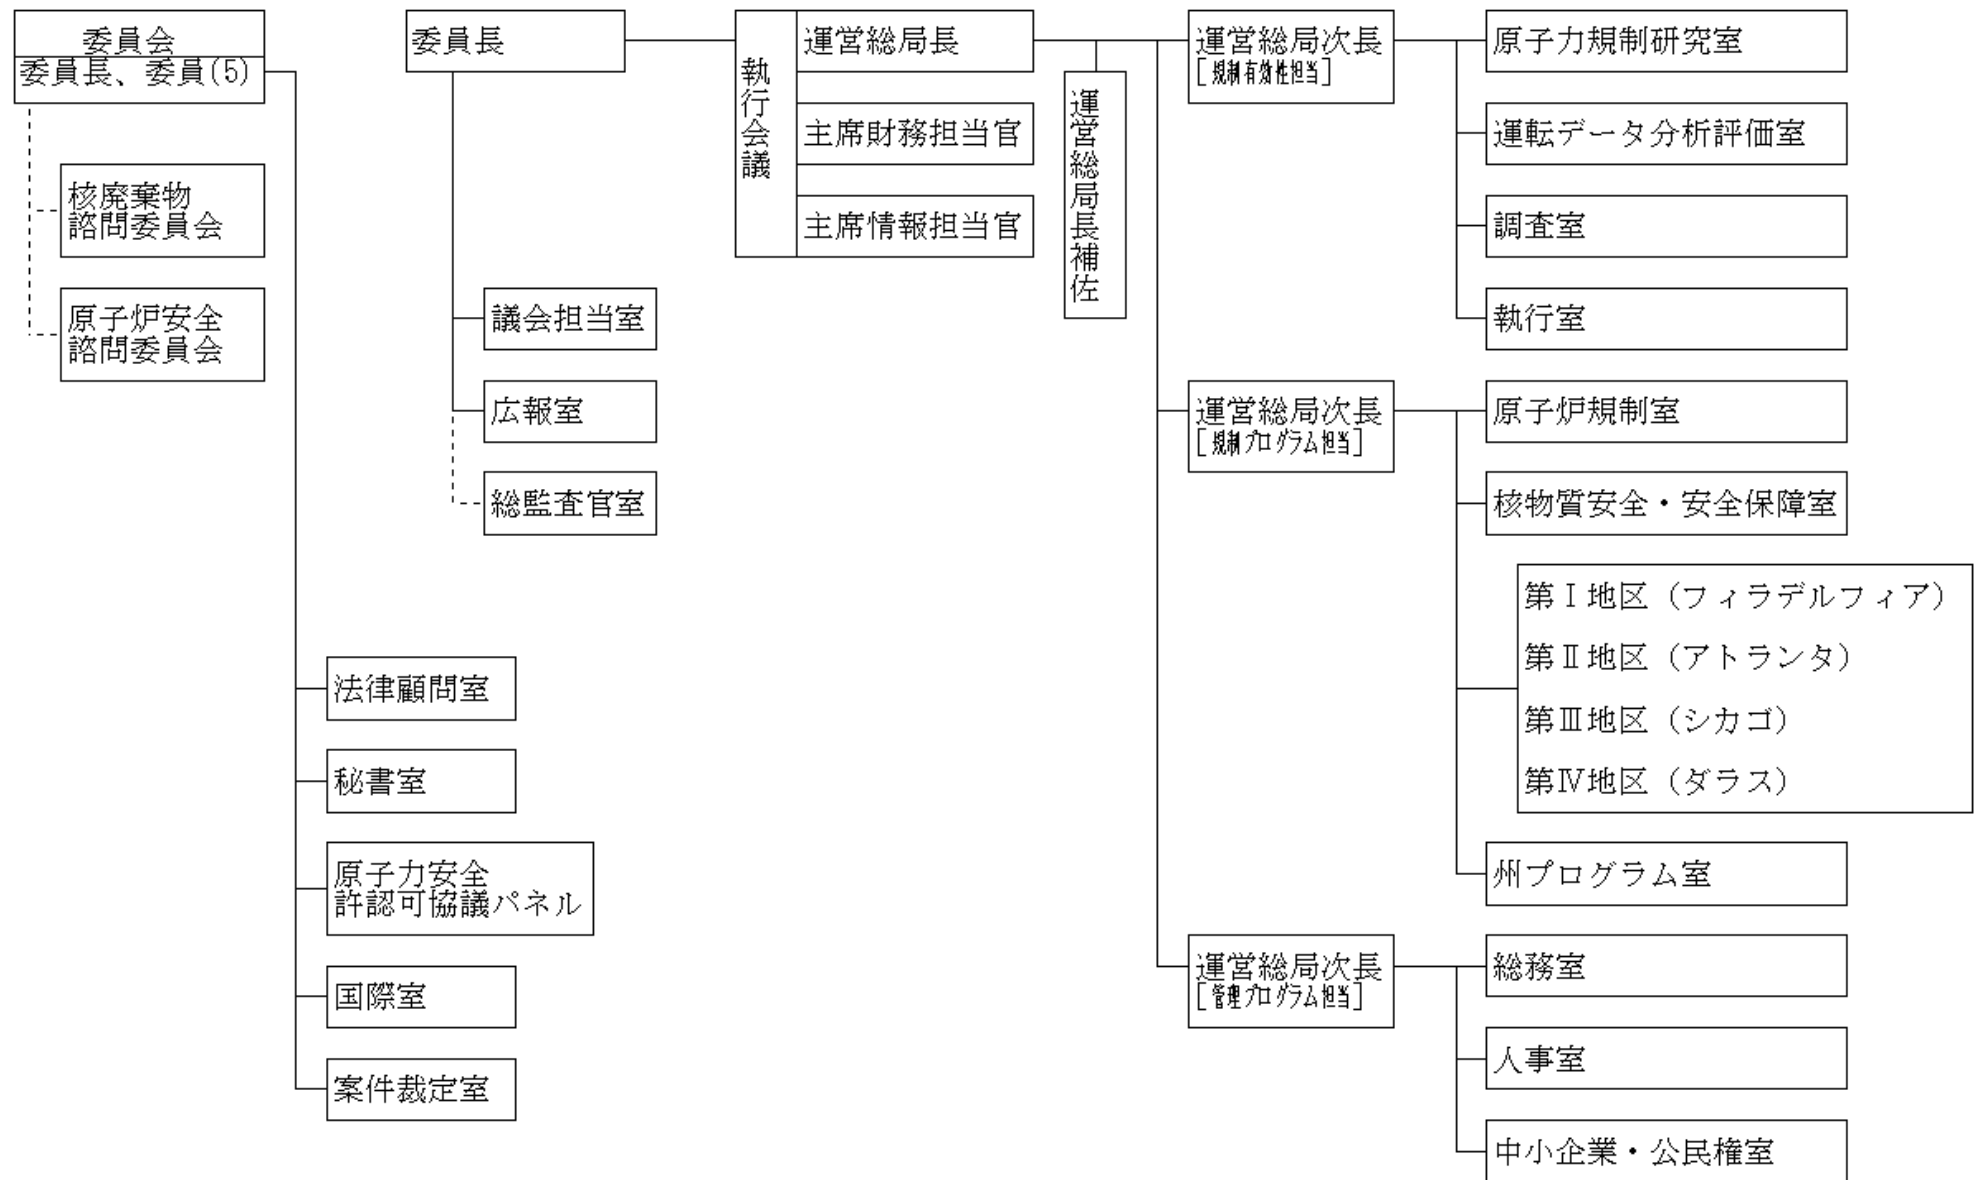 委員会
委員長、委員(5)
核廃棄物
諮問委員会
原子炉安全
諮問委員会
法律顧問室
秘書室
原子力安全
許認可協議パネル
国際室
案件裁定室
委員長
議会担当室
広報室
総監査官室
執行会議
運営総局長
主席財務担当官
主席情報担当官
運営総局長補佐
運営総局次長
[規制有効性担当]
原子力規制研究室
運転データ分析評価室
調査室
執行室
運営総局次長
[規制プログラム担当]
原子炉規制室
核物質安全・安全保障室
第Ⅰ地区（フィラデルフィア）
第Ⅱ地区（アトランタ）
第Ⅲ地区（シカゴ）
第Ⅳ地区（ダラス）
州プログラム室
運営総局次長
[管理プログラム担当]
総務室
人事室
中小企業・公民権室